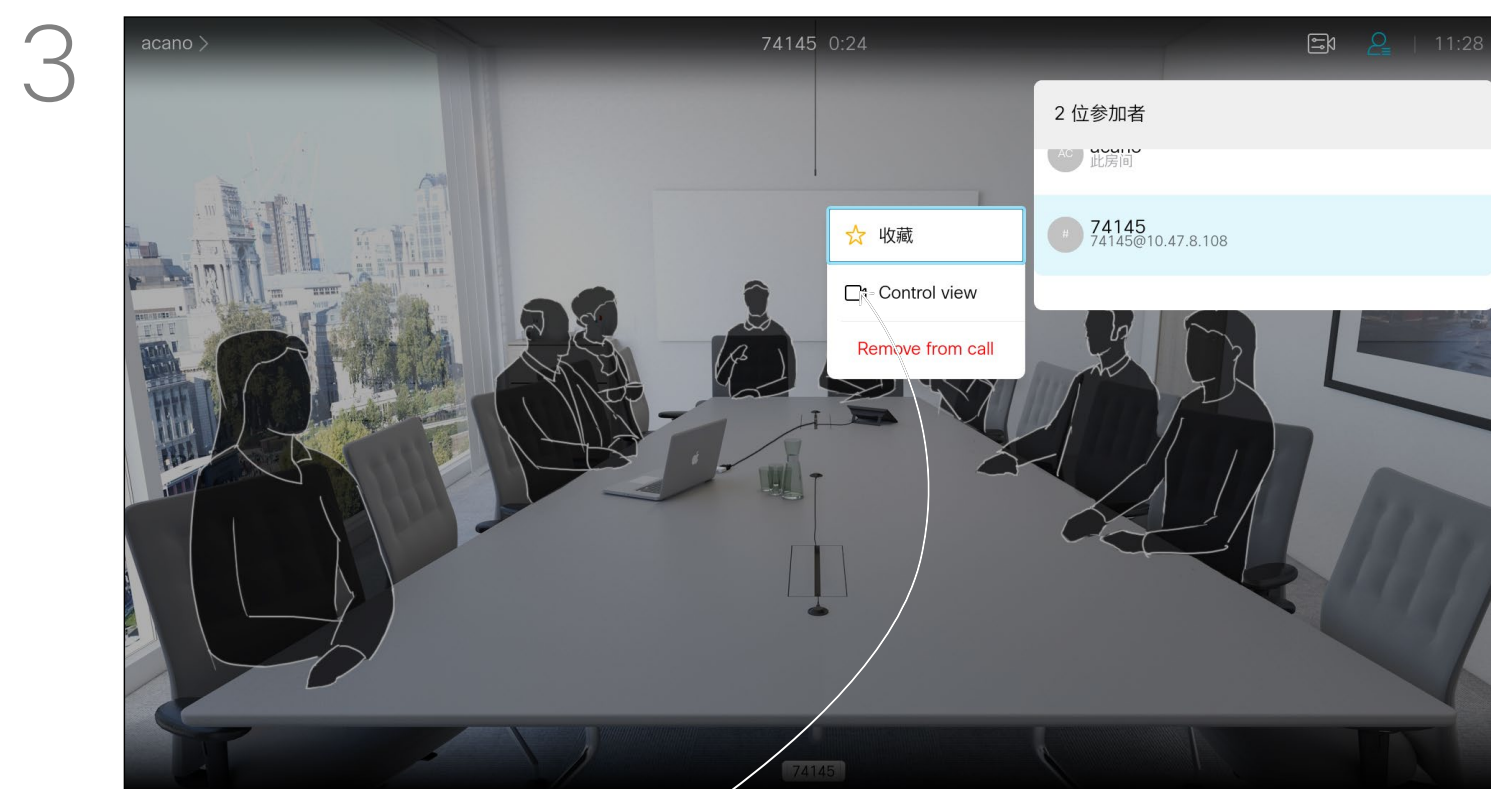 3
acano >
74145 0:24
11:28
2 位参加者
AC
acano
此房间
收藏
#
74145
74145@10.47.8.108
Control view
Remove from call
74145